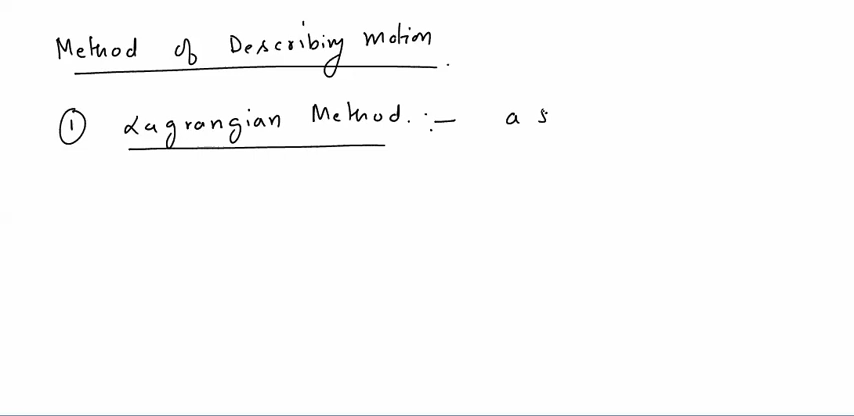 Method of Describing motion.
① Lagrangian Method. :- a s